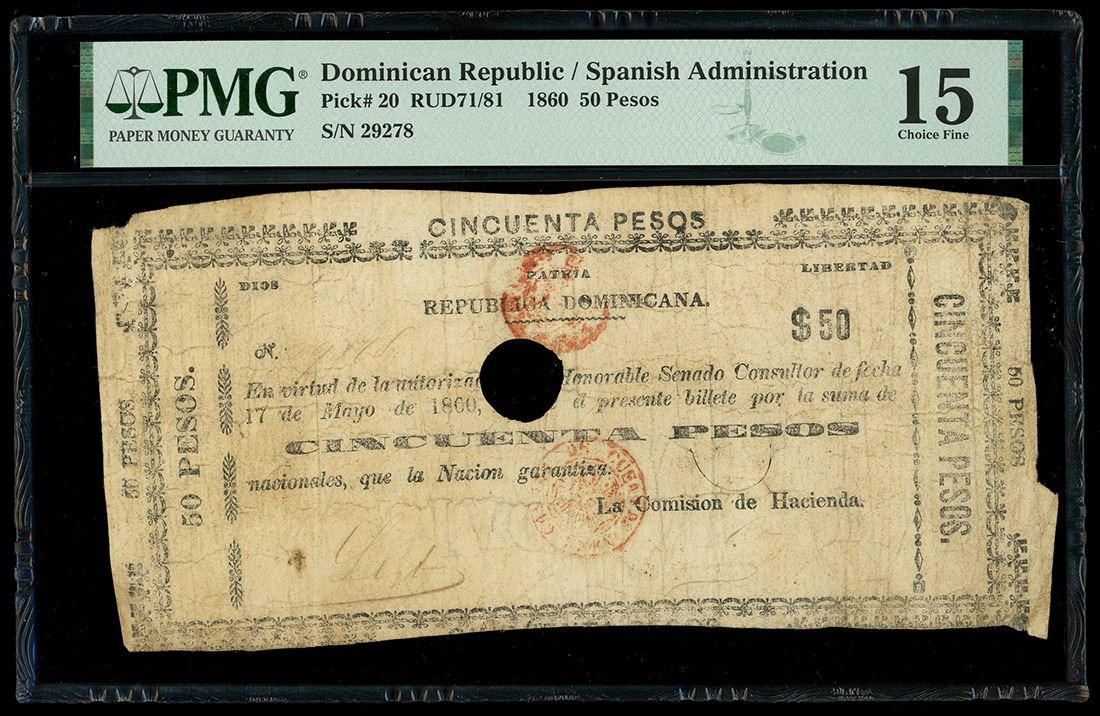 PMG®
PAPER MONEY GUARANTY
Dominican Republic / Spanish Administration
Pick# 20 RUD71/81 1860 50 Pesos
S/N 29278
15
Choice Fine
CINCUENTA PESOS
DIOS PATRIA LIBERTAD
REPUBLICA DOMINICANA.
$50
N.
En virtud de la Honorable Senado Consultor de fecha
17 de Mayo de 1860, el presente billete por la suma de
CINCUENTA PESOS
nacionales, que la Nacion garantiza.
La Comision de Hacienda.
50 PESOS.
50 PESOS.
CINCUENTA PESOS.
50 PESOS